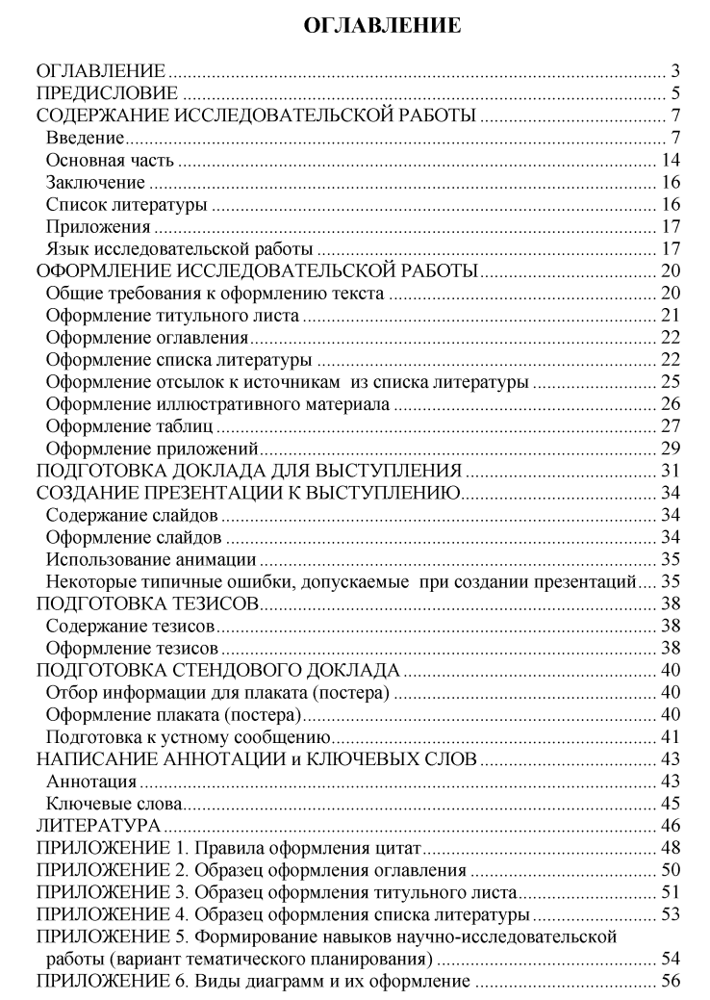 ОГЛАВЛЕНИЕ
ОГЛАВЛЕНИЕ ........ 3
ПРЕДИСЛОВИЕ ........ 5
СОДЕРЖАНИЕ ИССЛЕДОВАТЕЛЬСКОЙ РАБОТЫ ........ 7
Введение ........ 7
Основная часть ........ 14
Заключение ........ 16
Список литературы ........ 16
Приложения ........ 17
Язык исследовательской работы ........ 17
ОФОРМЛЕНИЕ ИССЛЕДОВАТЕЛЬСКОЙ РАБОТЫ ........ 20
Общие требования к оформлению текста ........ 20
Оформление титульного листа ........ 21
Оформление оглавления ........ 22
Оформление списка литературы ........ 22
Оформление отсылок к источникам из списка литературы ........ 25
Оформление иллюстративного материала ........ 26
Оформление таблиц ........ 27
Оформление приложений ........ 29
ПОДГОТОВКА ДОКЛАДА ДЛЯ ВЫСТУПЛЕНИЯ ........ 31
СОЗДАНИЕ ПРЕЗЕНТАЦИИ К ВЫСТУПЛЕНИЮ ........ 34
Содержание слайдов ........ 34
Оформление слайдов ........ 34
Использование анимации ........ 35
Некоторые типичные ошибки, допускаемые при создании презентаций .... 35
ПОДГОТОВКА ТЕЗИСОВ ........ 38
Содержание тезисов ........ 38
Оформление тезисов ........ 38
ПОДГОТОВКА СТЕНДОВОГО ДОКЛАДА ........ 40
Отбор информации для плаката (постера) ........ 40
Оформление плаката (постера) ........ 40
Подготовка к устному сообщению ........ 41
НАПИСАНИЕ АННОТАЦИИ и КЛЮЧЕВЫХ СЛОВ ........ 43
Аннотация ........ 43
Ключевые слова ........ 45
ЛИТЕРАТУРА ........ 46
ПРИЛОЖЕНИЕ 1. Правила оформления цитат ........ 48
ПРИЛОЖЕНИЕ 2. Образец оформления оглавления ........ 50
ПРИЛОЖЕНИЕ 3. Образец оформления титульного листа ........ 51
ПРИЛОЖЕНИЕ 4. Образец оформления списка литературы ........ 53
ПРИЛОЖЕНИЕ 5. Формирование навыков научно-исследовательской
работы (вариант тематического планирования) ........ 54
ПРИЛОЖЕНИЕ 6. Виды диаграмм и их оформление ........ 56